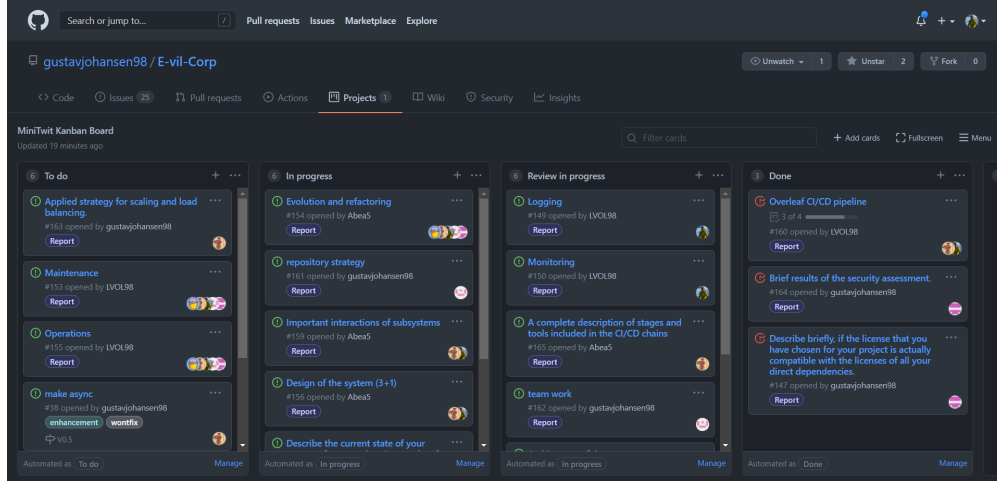 Search or jump to... /
Pull requests Issues Marketplace Explore
gustavjohansen98 / E-vil-Corp
Unwatch 1 Unstar 2 Fork 0
Code Issues 25 Pull requests Actions Projects 1 Wiki Security Insights
MiniTwit Kanban Board
Updated 19 minutes ago
Filter cards
+ Add cards Fullscreen Menu
6 To do
Applied strategy for scaling and load
balancing.
#163 opened by gustavjohansen98
Report
Maintenance
#153 opened by LVOL98
Report
Operations
#155 opened by LVOL98
Report
make async
#38 opened by gustavjohansen98
enhancement wontfix
V0.5
Automated as To do Manage
6 In progress
Evolution and refactoring
#154 opened by Abea5
Report
repository strategy
#161 opened by gustavjohansen98
Report
Important interactions of subsystems
#159 opened by Abea5
Report
Design of the system (3+1)
#156 opened by Abea5
Report
Describe the current state of your
Automated as In progress Manage
6 Review in progress
Logging
#149 opened by LVOL98
Report
Monitoring
#150 opened by LVOL98
Report
A complete description of stages and
tools included in the CI/CD chains
#165 opened by Abea5
Report
team work
#162 opened by gustavjohansen98
Report
Automated as In progress Manage
3 Done
Overleaf CI/CD pipeline
3 of 4
#160 opened by LVOL98
Report
Brief results of the security assessment.
#164 opened by gustavjohansen98
Report
Describe briefly, if the license that you
have chosen for your project is actually
compatible with the licenses of all your
direct dependencies.
#147 opened by gustavjohansen98
Report
Automated as Done Manage